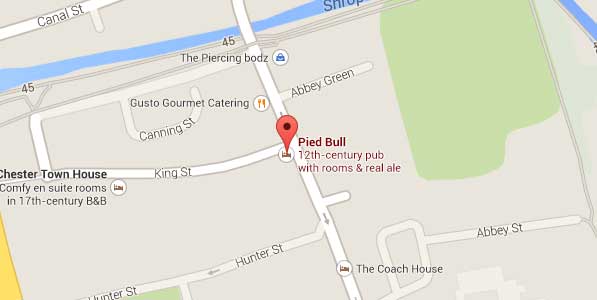 Canal St
Shrop
45
The Piercing bodz
45
Abbey Green
Gusto Gourmet Catering
Canning St
Pied Bull
12th-century pub
with rooms & real ale
King St
Chester Town House
Comfy en suite rooms
in 17th-century B&B
Abbey St
Hunter St
Hunter St
The Coach House